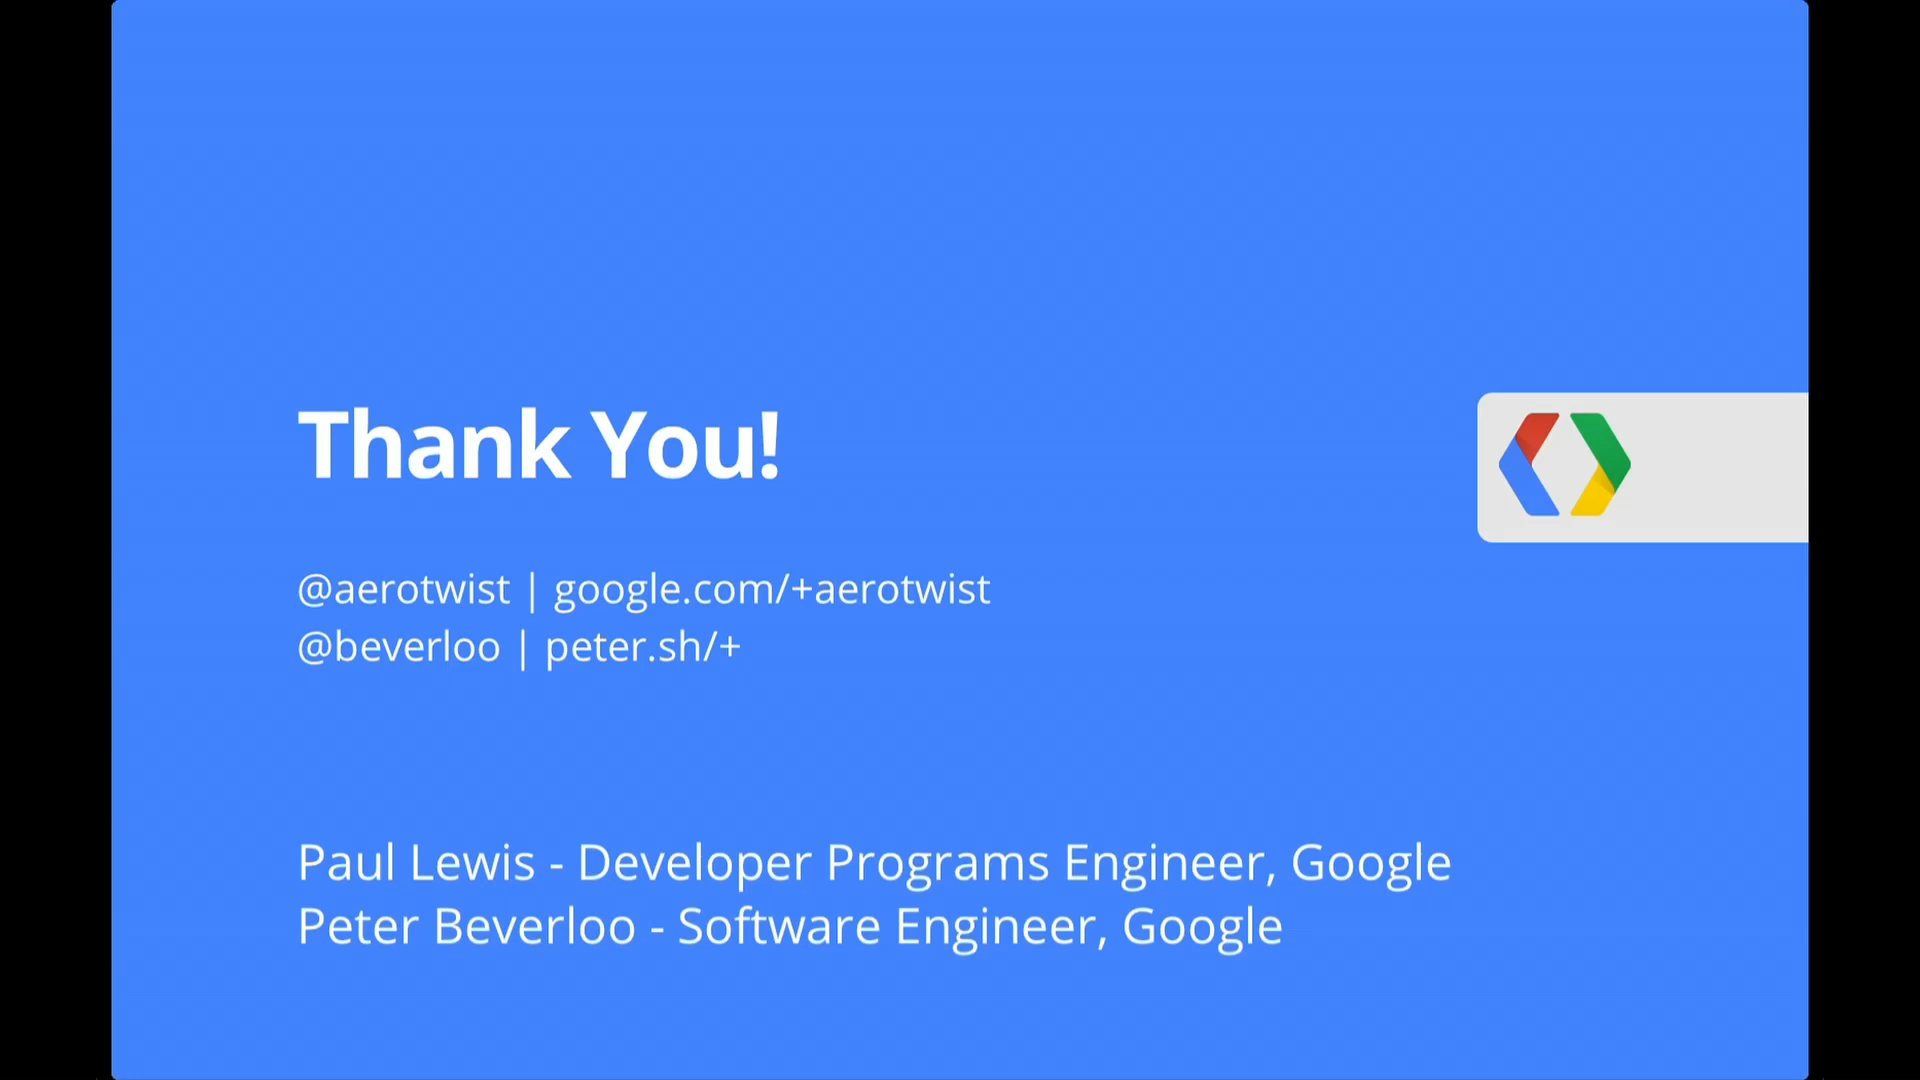 Thank You!
@aerotwist | google.com/+aerotwist
@beverloo | peter.sh/+
Paul Lewis - Developer Programs Engineer, Google
Peter Beverloo - Software Engineer, Google